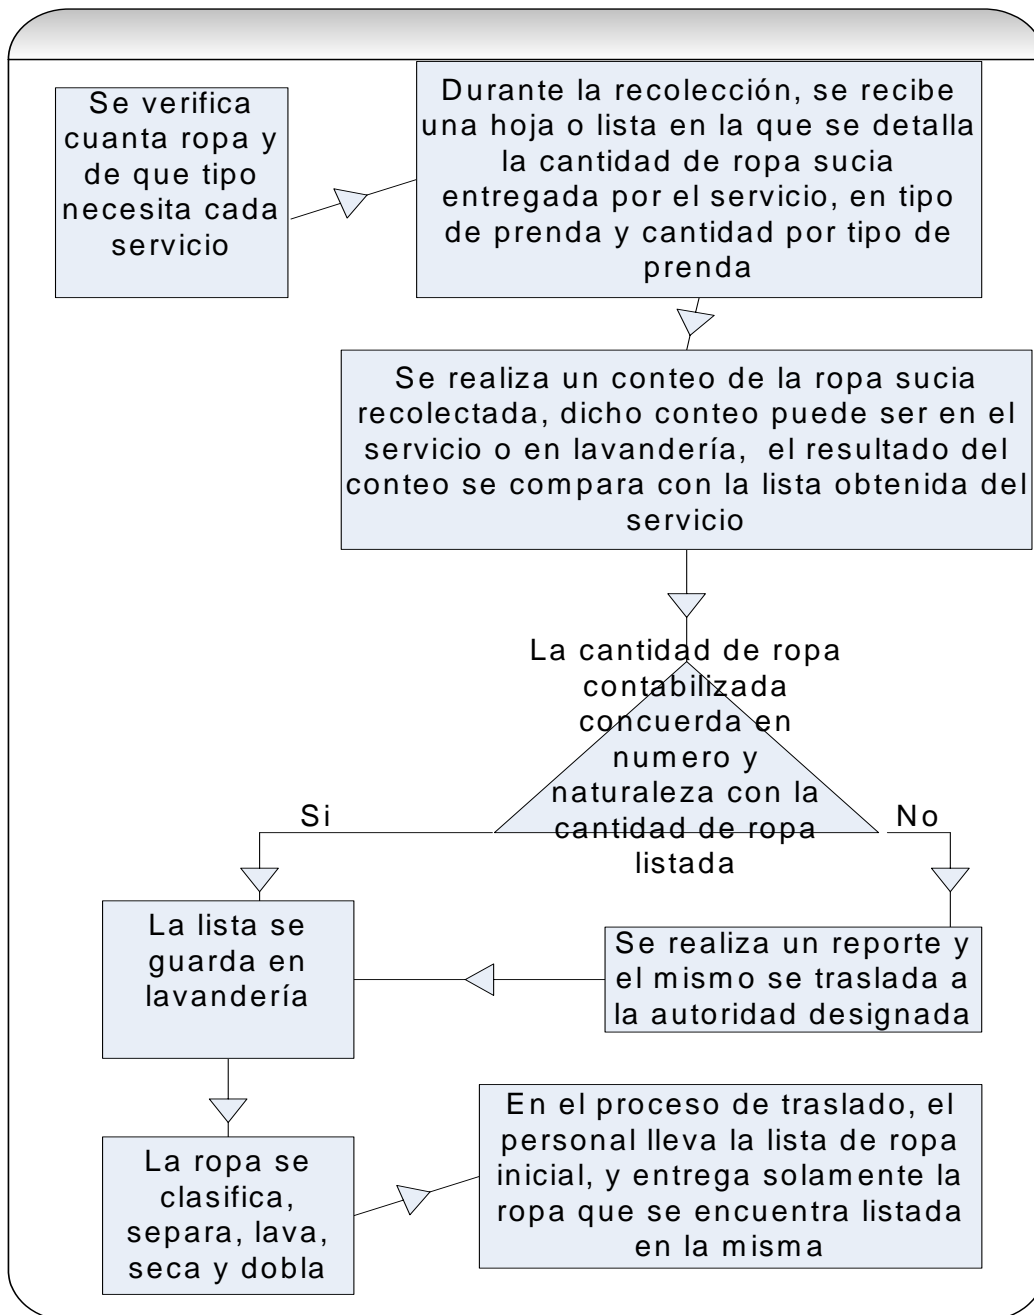 Se verifica
cuanta ropa y
de que tipo
necesita cada
servicio
Durante la recolección, se recibe
una hoja o lista en la que se detalla
la cantidad de ropa sucia
entregada por el servicio, en tipo
de prenda y cantidad por tipo de
prenda
Se realiza un conteo de la ropa sucia
recolectada, dicho conteo puede ser en el
servicio o en lavandería, el resultado del
conteo se compara con la lista obtenida del
servicio
La cantidad de ropa
contabilizada
concuerda en
numero y
naturaleza con la
cantidad de ropa
listada
Si
No
La lista se
guarda en
lavandería
Se realiza un reporte y
el mismo se traslada a
la autoridad designada
La ropa se
clasifica,
separa, lava,
seca y dobla
En el proceso de traslado, el
personal lleva la lista de ropa
inicial, y entrega solamente la
ropa que se encuentra listada
en la misma